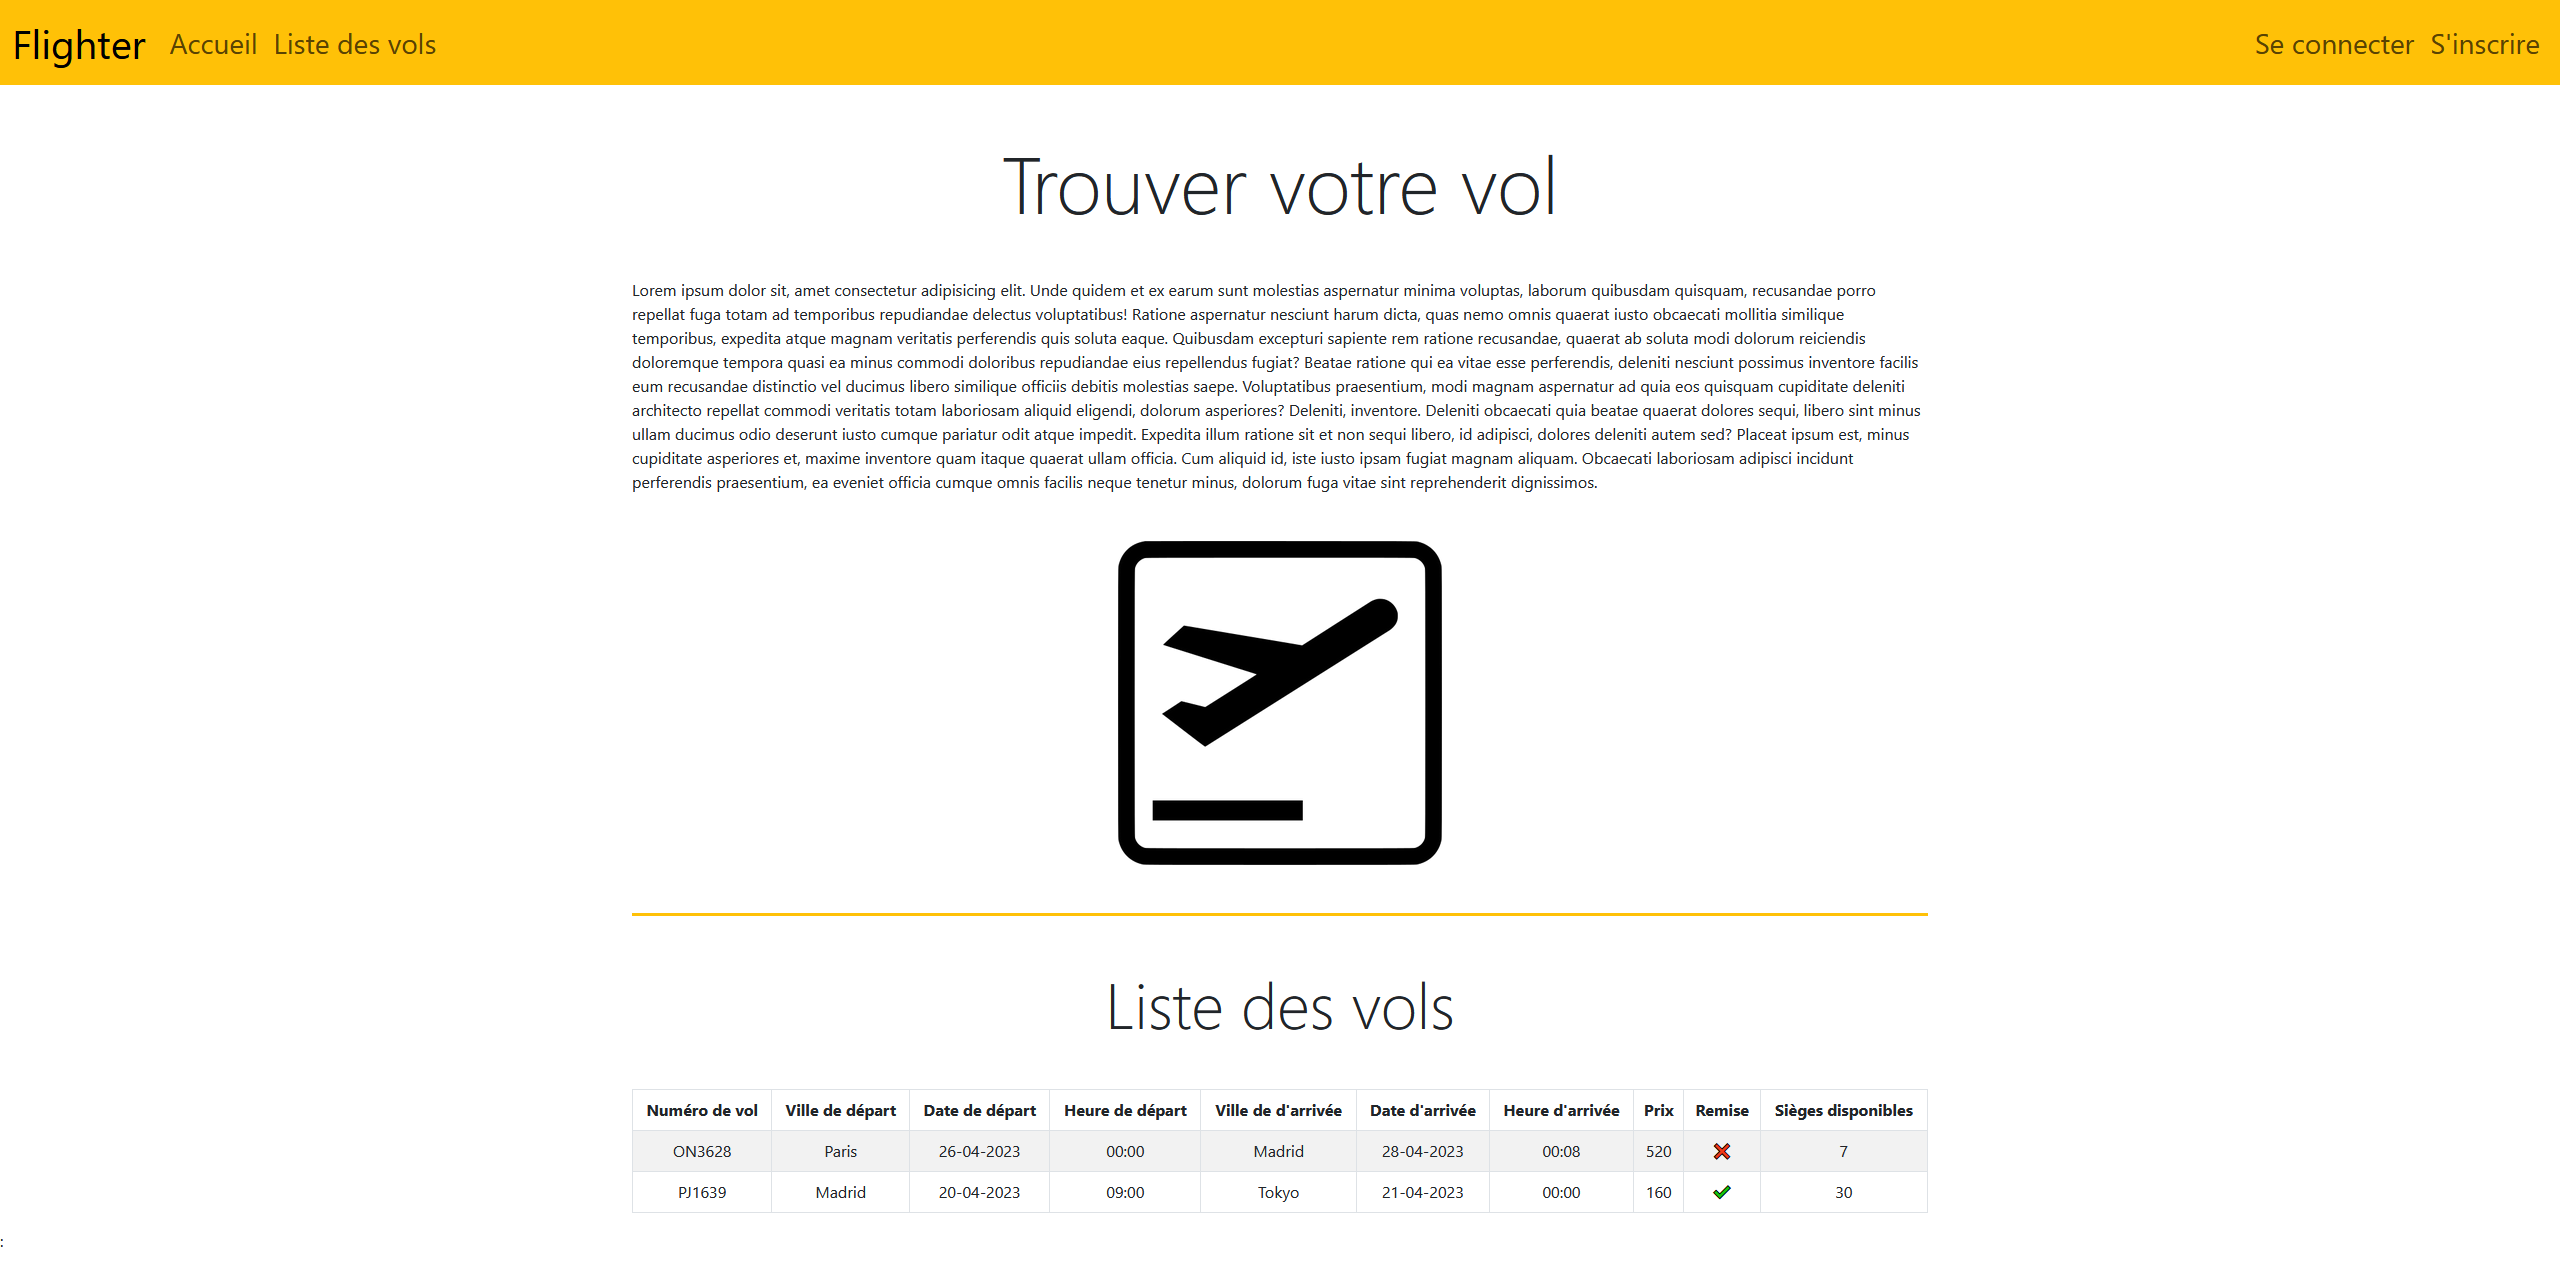 Flighter Accueil Liste des vols Se connecter S'inscrire
Trouver votre vol
Lorem ipsum dolor sit, amet consectetur adipisicing elit. Unde quidem et ex earum sunt molestias aspernatur minima voluptas, laborum quibusdam quisquam, recusandae porro
repellat fuga totam ad temporibus repudiandae delectus voluptatibus! Ratione aspernatur nesciunt harum dicta, quas nemo omnis quaerat iusto obcaecati mollitia similique
temporibus, expedita atque magnam veritatis perferendis quis soluta eaque. Quibusdam excepturi sapiente rem ratione recusandae, quaerat ab soluta modi dolorum reiciendis
doloremque tempora quasi ea minus commodi doloribus repudiandae eius repellendus fugiat? Beatae ratione qui ea vitae esse perferendis, deleniti nesciunt possimus inventore facilis
eum recusandae distinctio vel ducimus libero similique officiis debitis molestias saepe. Voluptatibus praesentium, modi magnam aspernatur ad quia eos quisquam cupiditate deleniti
architecto repellat commodi veritatis totam laboriosam aliquid eligendi, dolorum asperiores? Deleniti, inventore. Deleniti obcaecati quia beatae quaerat dolores sequi, libero sint minus
ullam ducimus odio deserunt iusto cumque pariatur odit atque impedit. Expedita illum ratione sit et non sequi libero, id adipisci, dolores deleniti autem sed? Placeat ipsum est, minus
cupiditate asperiores et, maxime inventore quam itaque quaerat ullam officia. Cum aliquid id, iste iusto ipsam fugiat magnam aliquam. Obcaecati laboriosam adipisci incidunt
perferendis praesentium, ea eveniet officia cumque omnis facilis neque tenetur minus, dolorum fuga vitae sint reprehenderit dignissimos.
Liste des vols
Numéro de vol Ville de départ Date de départ Heure de départ Ville de d'arrivée Date d'arrivée Heure d'arrivée Prix Remise Sièges disponibles
ON3628 Paris 26-04-2023 00:00 Madrid 28-04-2023 00:08 520 ❌ 7
PJ1639 Madrid 20-04-2023 09:00 Tokyo 21-04-2023 00:00 160 ✔ 30
: